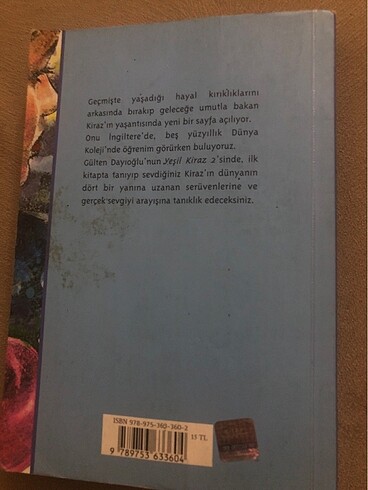 Geçmişte yaşadığı hayal kırıklıklarını
arkasında bırakıp geleceğe umutla bakan
Kiraz'ın yaşantısında yeni bir sayfa açılıyor.
Onu İngiltere'de, beş yüzyıllık Dünya
Koleji'nde öğrenim görürken buluyoruz.
Gülten Dayıoğlu'nun Yeşil Kiraz 2'sinde, ilk
kitapta tanıyıp sevdiğiniz Kiraz'ın dünyanın
dört bir yanına uzanan serüvenlerine ve
gerçek sevgiyi arayışına tanıklık edeceksiniz.
ISBN 978-975-363-360-2
15 TL
9 789753 633604